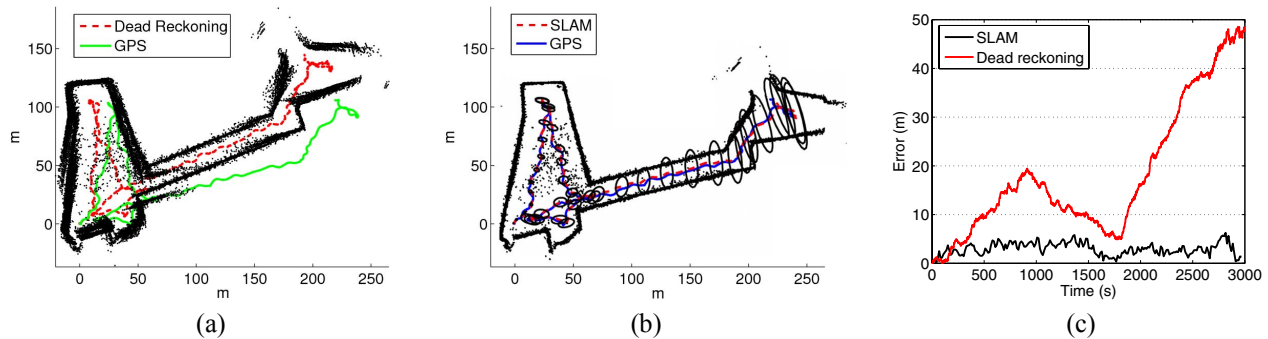 Dead Reckoning
GPS
150
100
50
0
m
0 50 100 150 200 250
m
(a)
SLAM
GPS
150
100
50
0
m
0 50 100 150 200 250
m
(b)
SLAM
Dead reckoning
50
40
30
20
10
0
Error (m)
0 500 1000 1500 2000 2500 3000
Time (s)
(c)